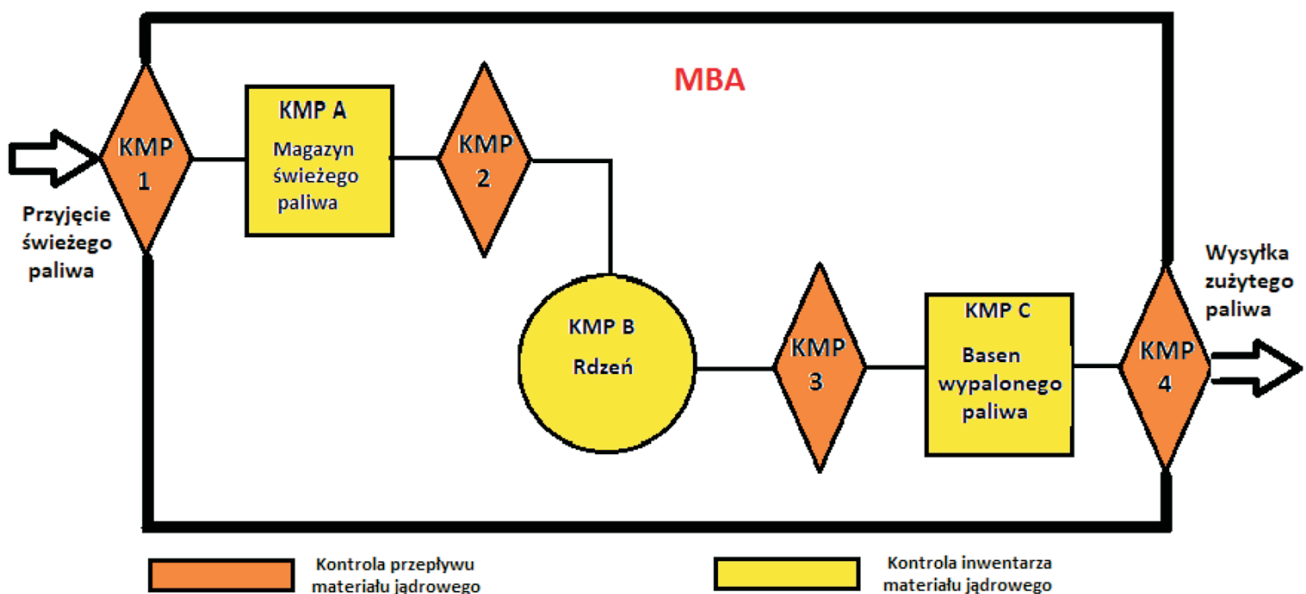 MBA
KMP
1
KMP A
Magazyn
świeżego
paliwa
KMP
2
Przyjęcie
świeżego
paliwa
KMP B
Rdzeń
KMP
3
KMP C
Basen
wypalonego
paliwa
KMP
4
Wysyłka
zużytego
paliwa
Kontrola przepływu
materiału jądrowego
Kontrola inwentarza
materiału jądrowego